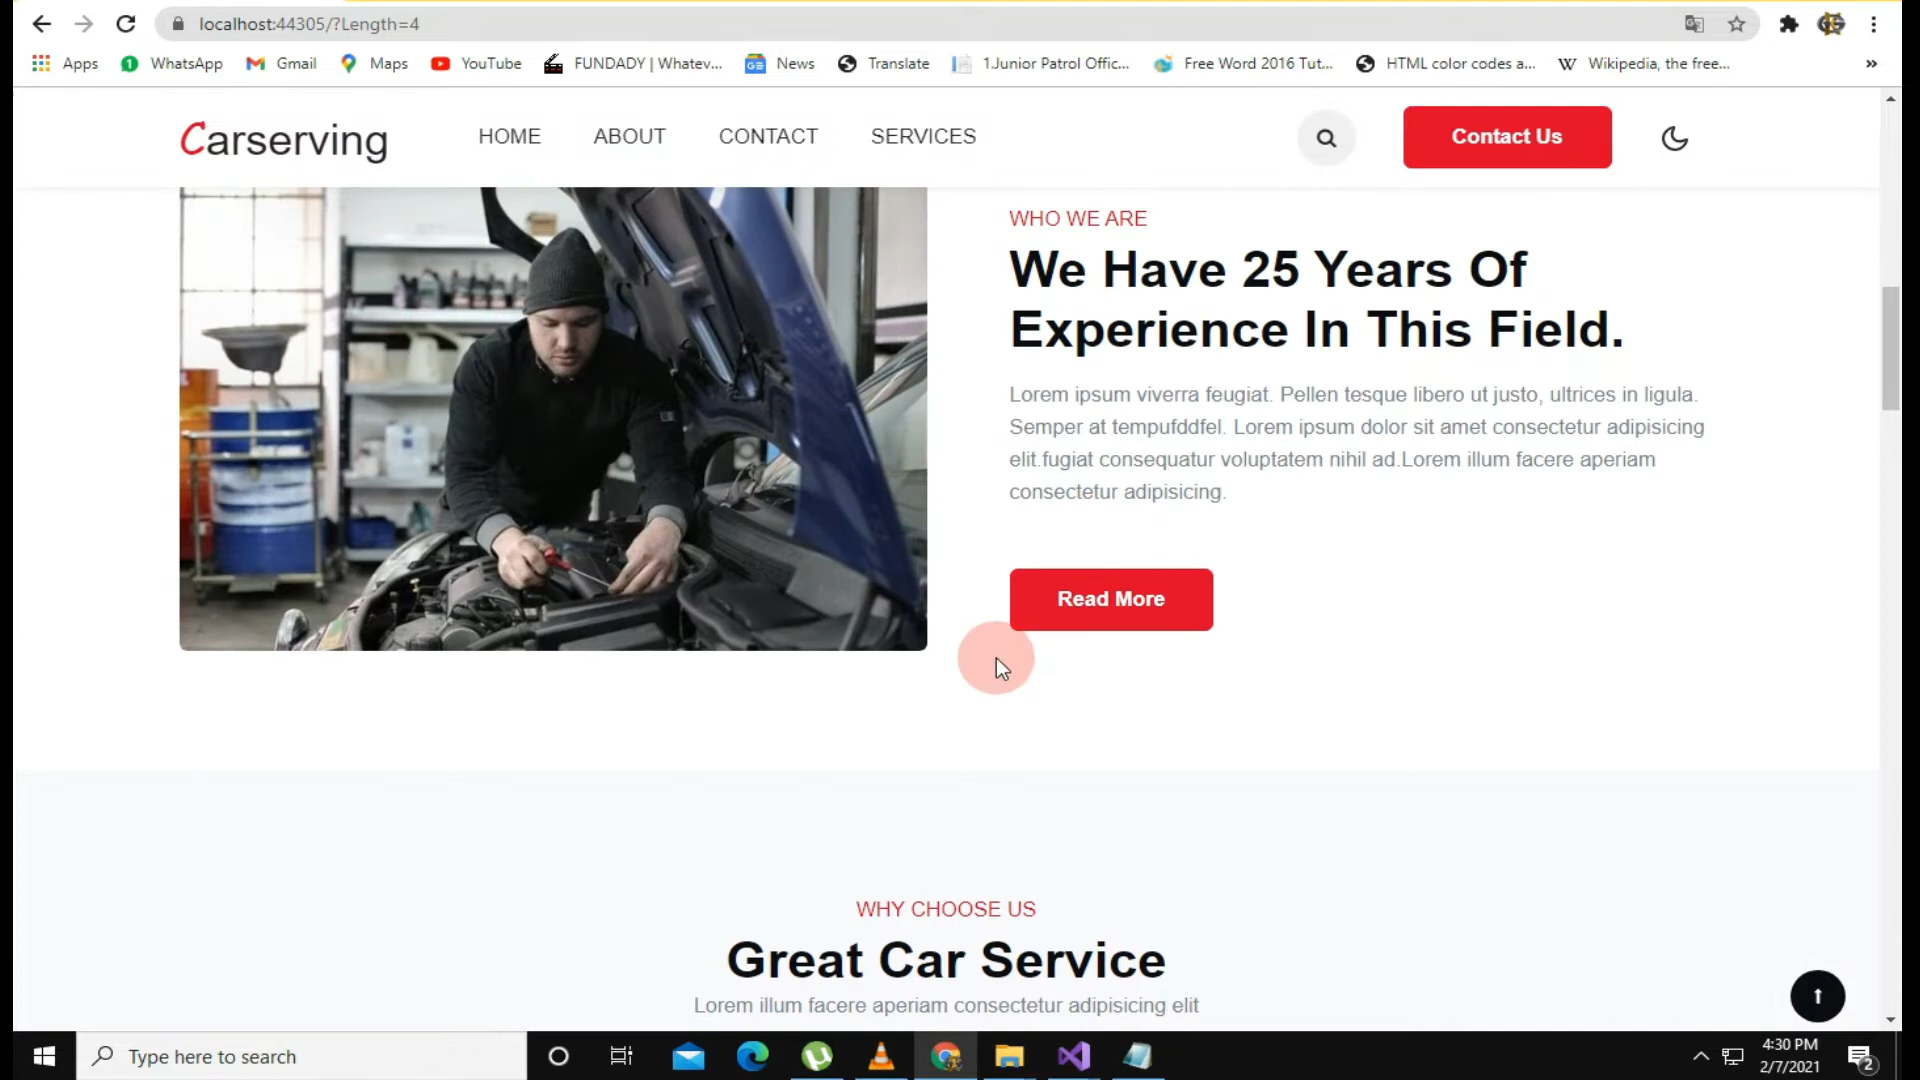 localhost:44305/?Length=4
Apps
WhatsApp
Gmail
Maps
YouTube
FUNDADY | Whatev...
News
Translate
1Junior Patrol Offic...
Free Word 2016 Tut...
HTML color codes a...
Wikipedia, the free...
»
Carserving
HOME
ABOUT
CONTACT
SERVICES
Contact Us
WHO WE ARE
We Have 25 Years Of
Experience In This Field.
Lorem ipsum viverra feugiat. Pellen tesque libero ut justo, ultrices in ligula.
Semper at tempufddfel. Lorem ipsum dolor sit amet consectetur adipisicing
elit.fugiat consequatur voluptatem nihil ad.Lorem illum facere aperiam
consectetur adipisicing.
Read More
WHY CHOOSE US
Great Car Service
Lorem illum facere aperiam consectetur adipisicing elit
Type here to search
4:30 PM
2/7/2021
2